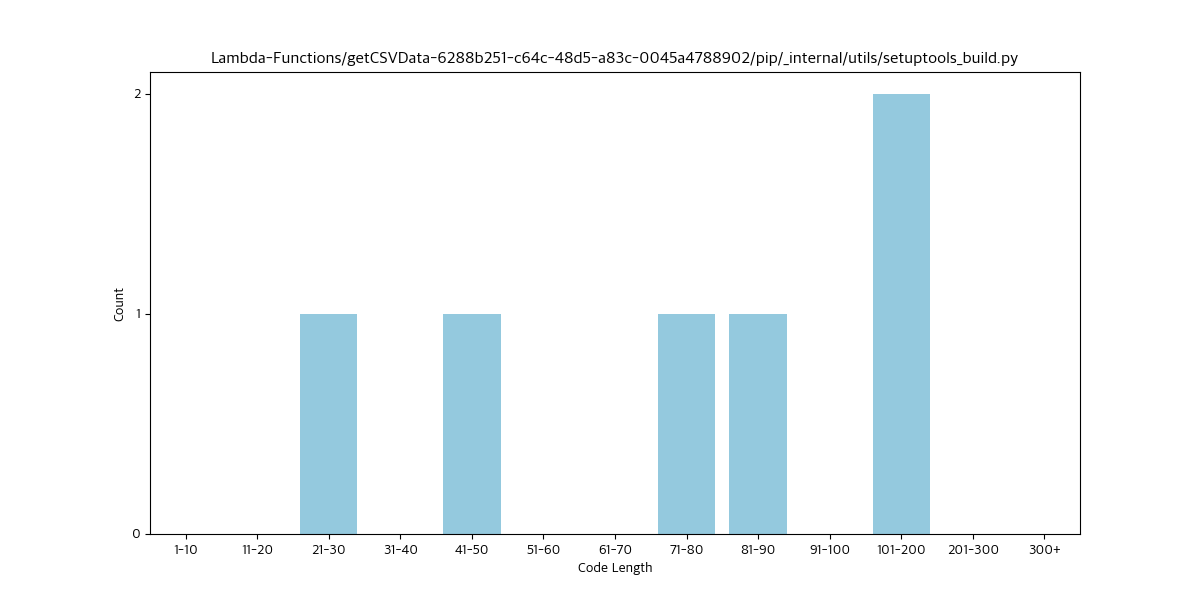 Lambda-Functions/getCSVData-6288b251-c64c-48d5-a83c-0045a4788902/pip/_internal/utils/setuptools_build.py
2
1
0
Count
1-10 11-20 21-30 31-40 41-50 51-60 61-70 71-80 81-90 91-100 101-200 201-300 300+
Code Length